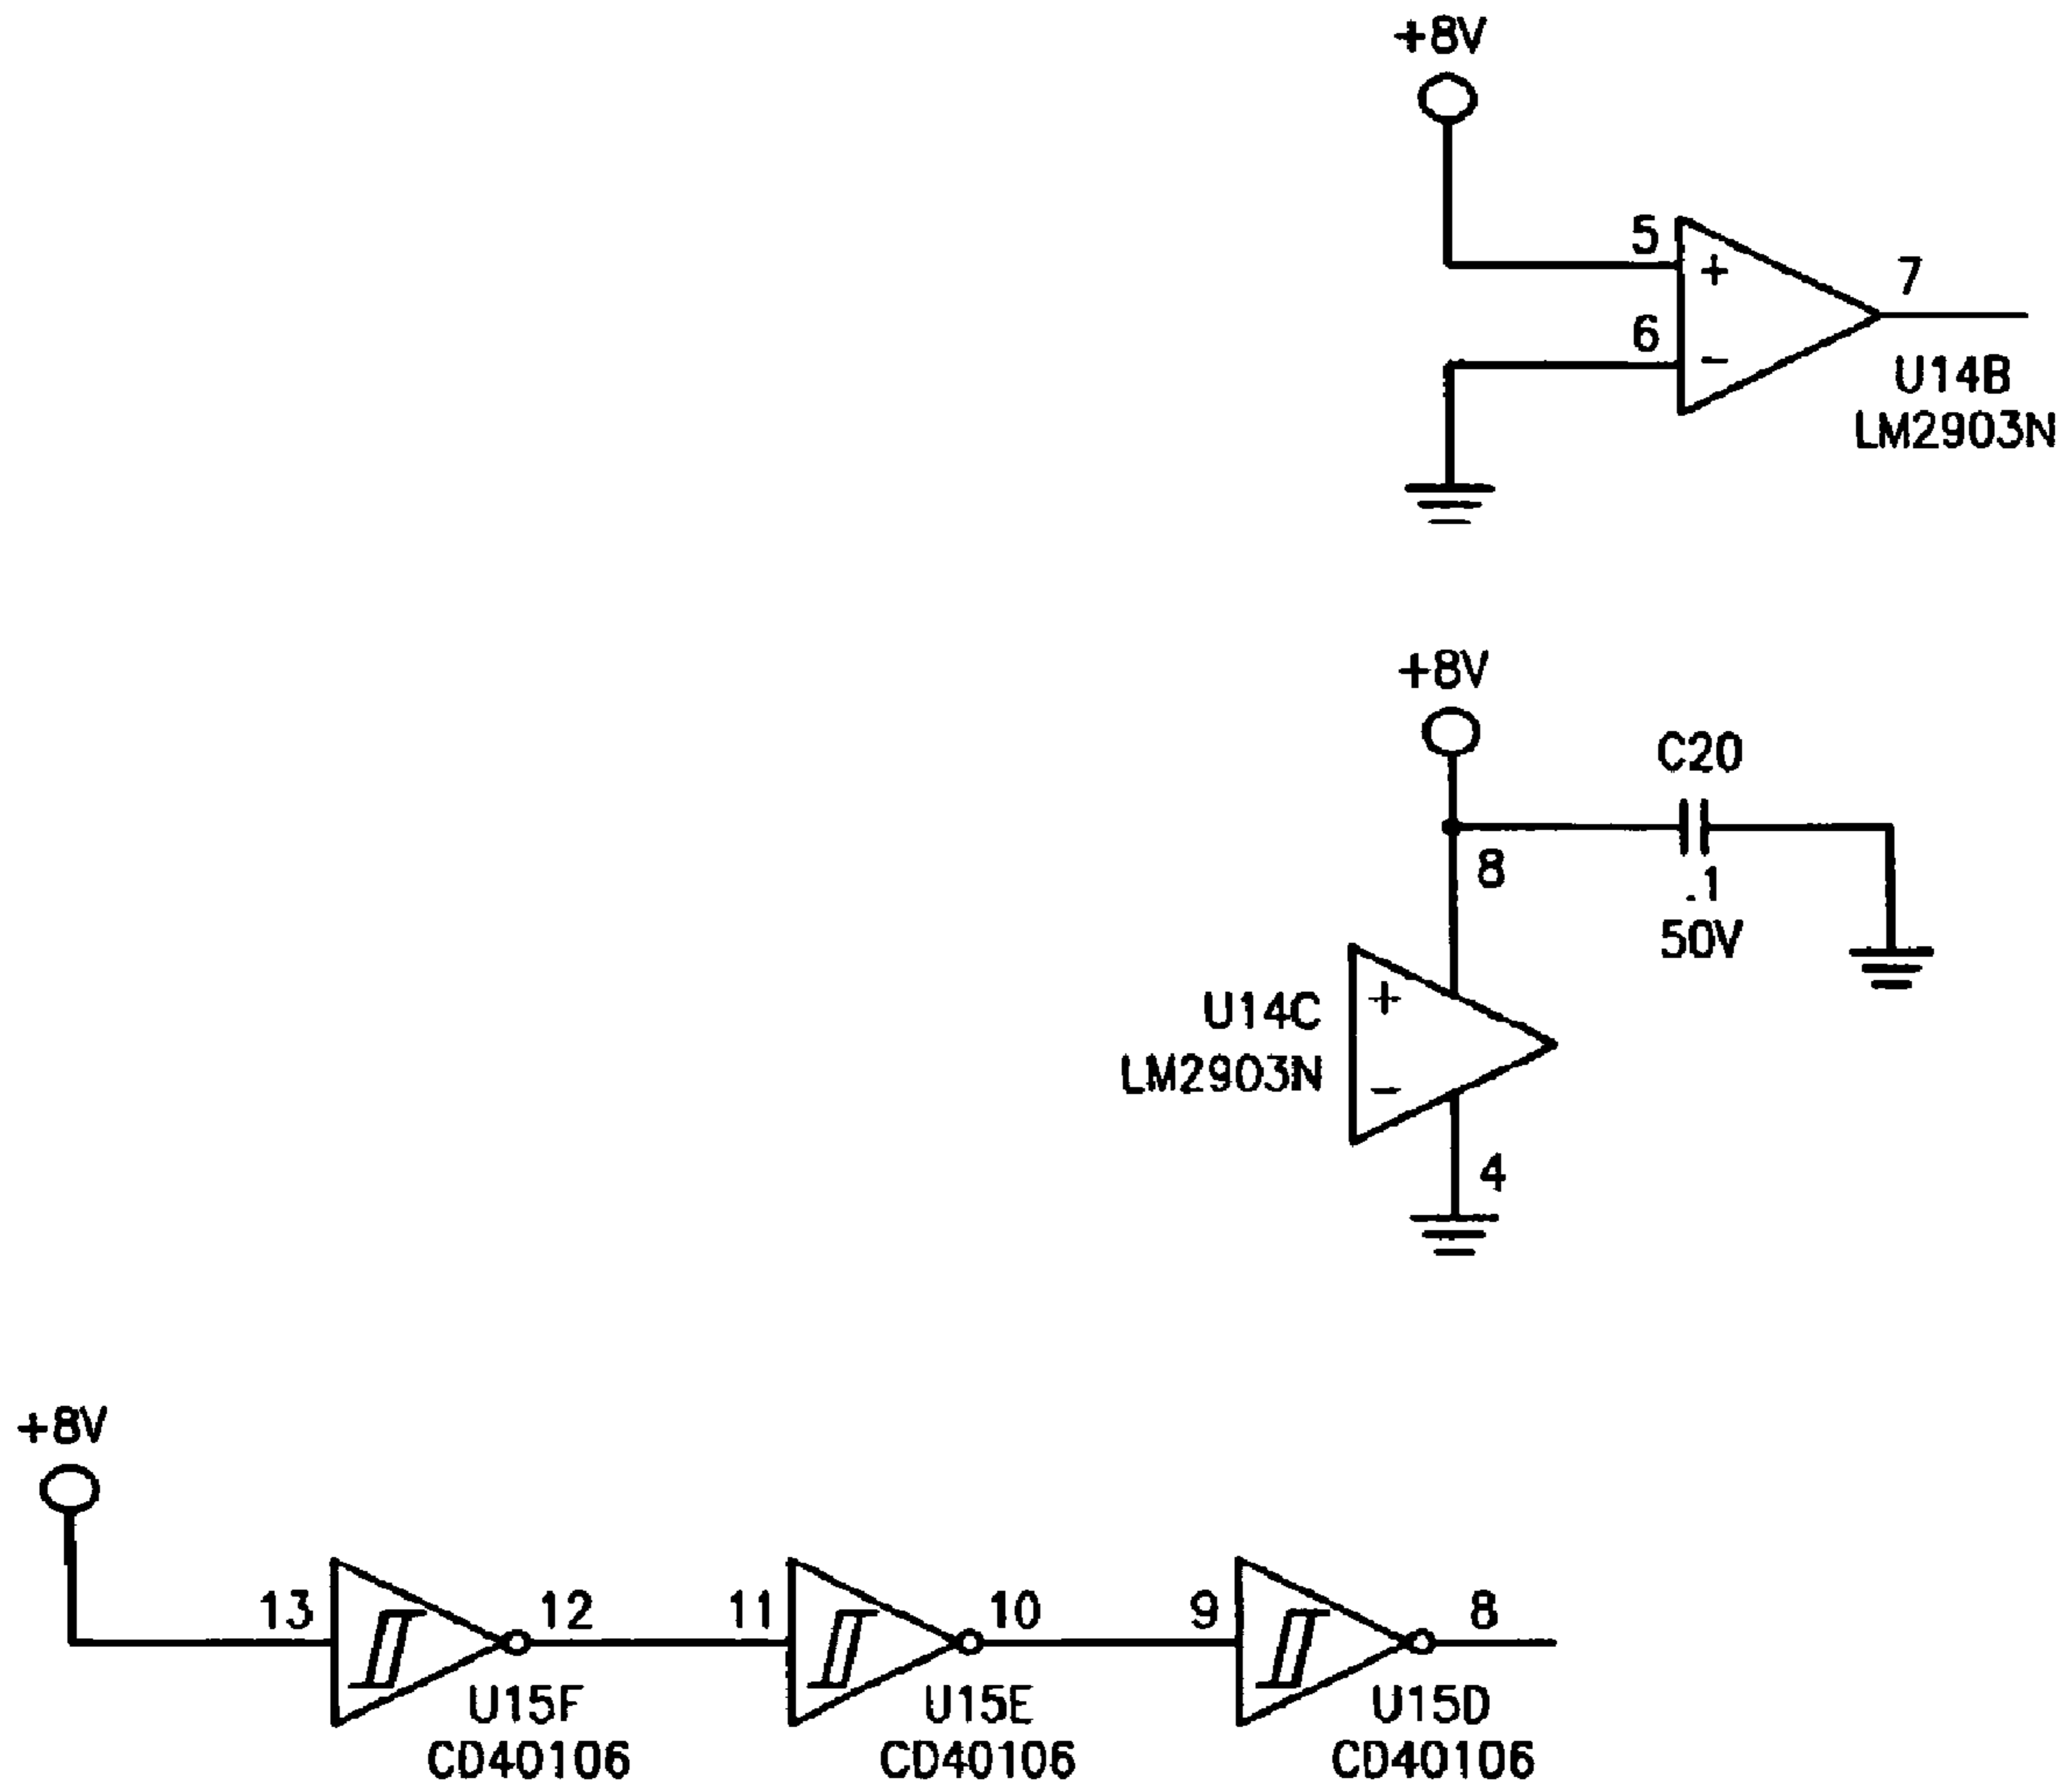 +8V
5
+
7
6
−
U14B
LM2903N
+8V
C20
8
.1
50V
U14C
+
LM2903N
−
4
+8V
13
12
11
10
9
8
U15F
U15E
U15D
CD40106
CD40106
CD40106